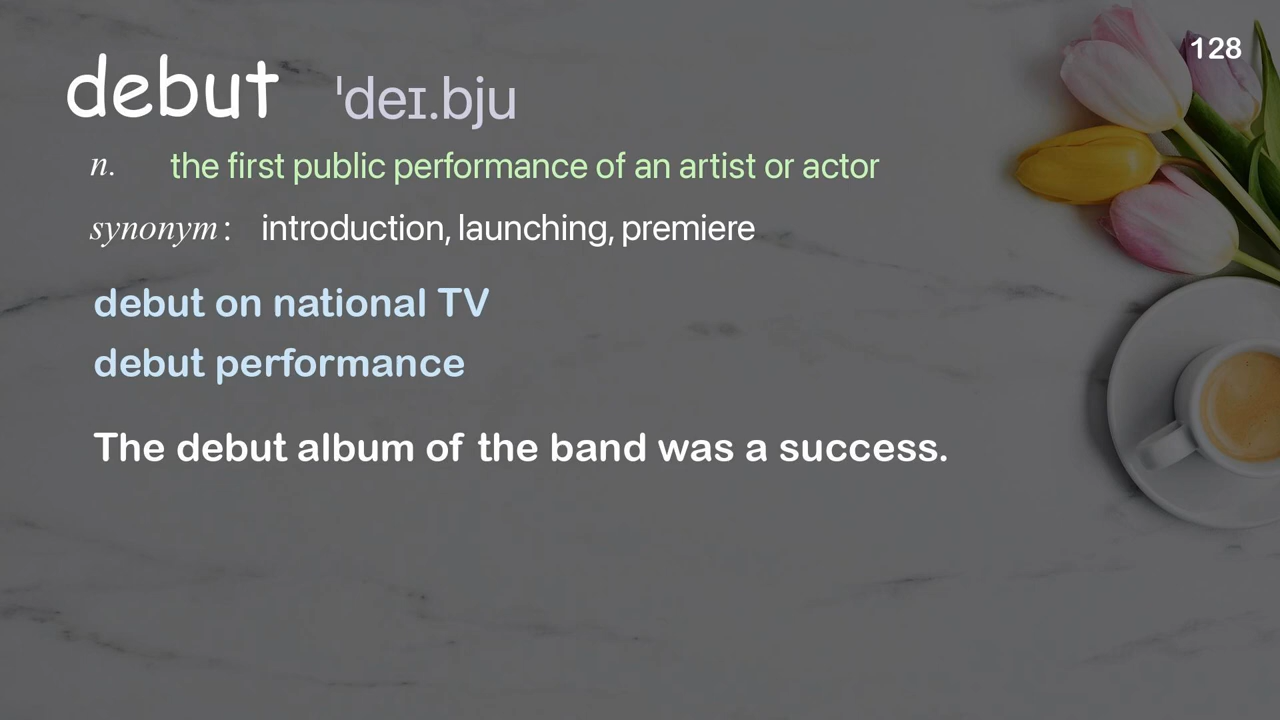 128
debut ˈdeɪ.bju
n. the first public performance of an artist or actor
synonym: introduction, launching, premiere
debut on national TV
debut performance
The debut album of the band was a success.